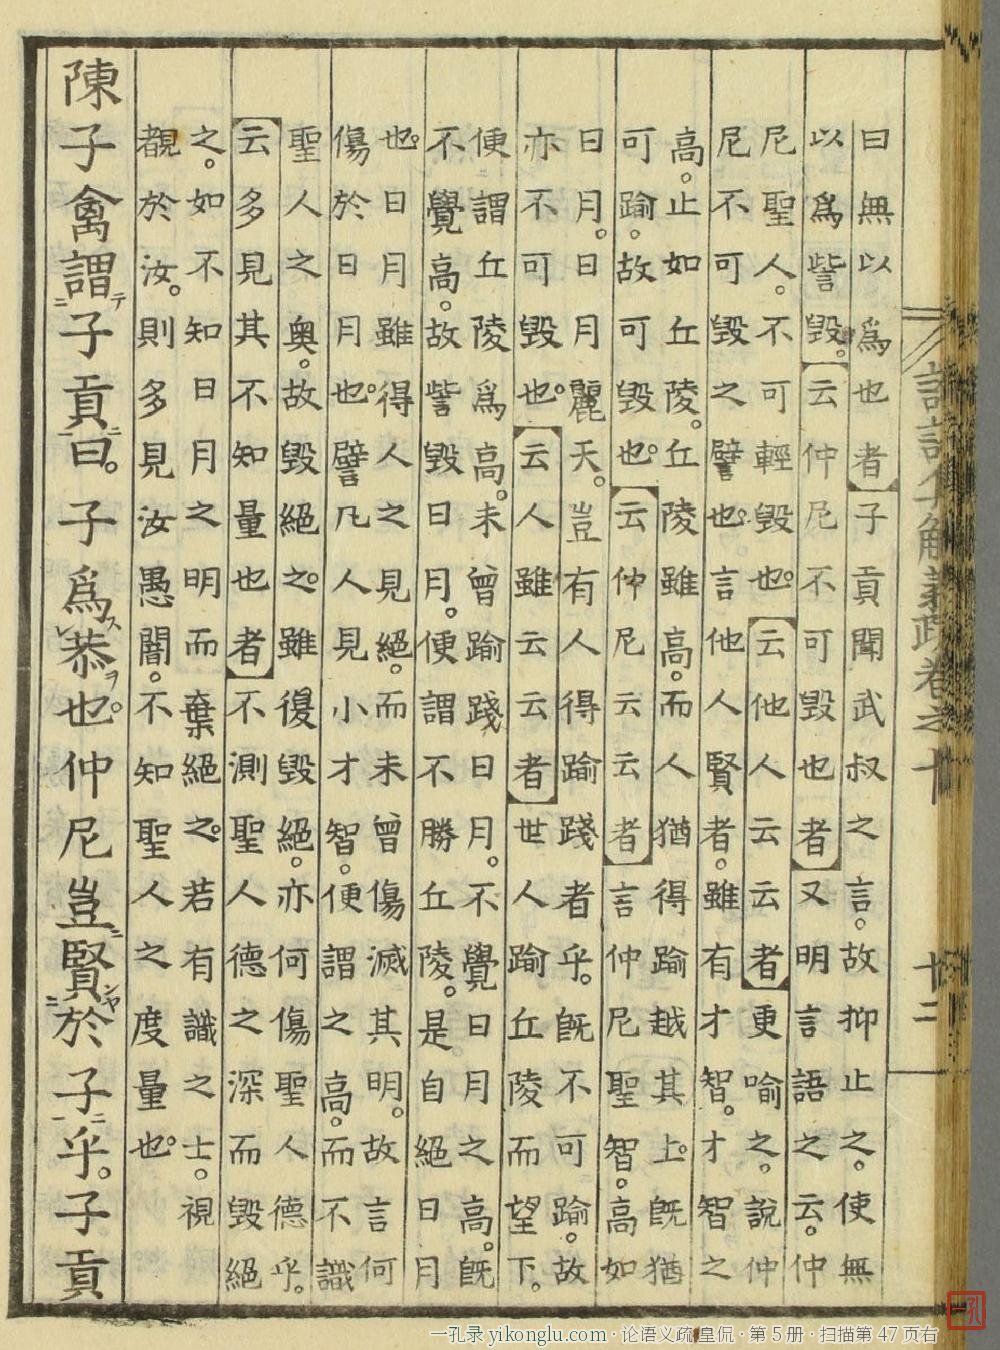 論語集解義疏卷之十
廿二
曰無以爲也者】子貢聞武叔之言。故抑止之。使無
以爲訾毀。【云仲尼不可毀也者】又明言語之云。仲
尼聖人。不可輕毀也。【云他人云云者】更喻之。說仲
尼不可毀之譬也。言他人賢者。雖有才智。才智之
高。止如丘陵。丘陵雖高。而人猶得踰越其上。既猶
可踰。故可毀也。【云仲尼云云者】言仲尼聖智。高如
日月。日月麗天。豈有人得踰踐者乎。既不可踰。故
亦不可毀也。【云人雖云云者】世人踰丘陵而望下。
便謂丘陵爲高。未曾踰踐日月。不覺日月之高。既
不覺高。故訾毀日月。便謂不勝丘陵。是自絕日月
也。日月雖得人之見絕。而未曾傷滅其明。故言何
傷於日月也。譬凡人見小才智。便謂之高。而不識
聖人之奥。故毀絕之。雖復毀絕。亦何傷聖人德乎。
【云多見其不知量也者】不測聖人德之深而毀絕
之。如不知日月之明而棄絕之。若有識之士。視
覩於汝。則多見汝愚闇。不知聖人之度量也。
陳子禽謂子貢曰。子爲恭也。仲尼豈賢於子乎。子貢
一孔录 yikonglu.com · 论语义疏 皇侃 · 第 5 册 · 扫描第 47 页右